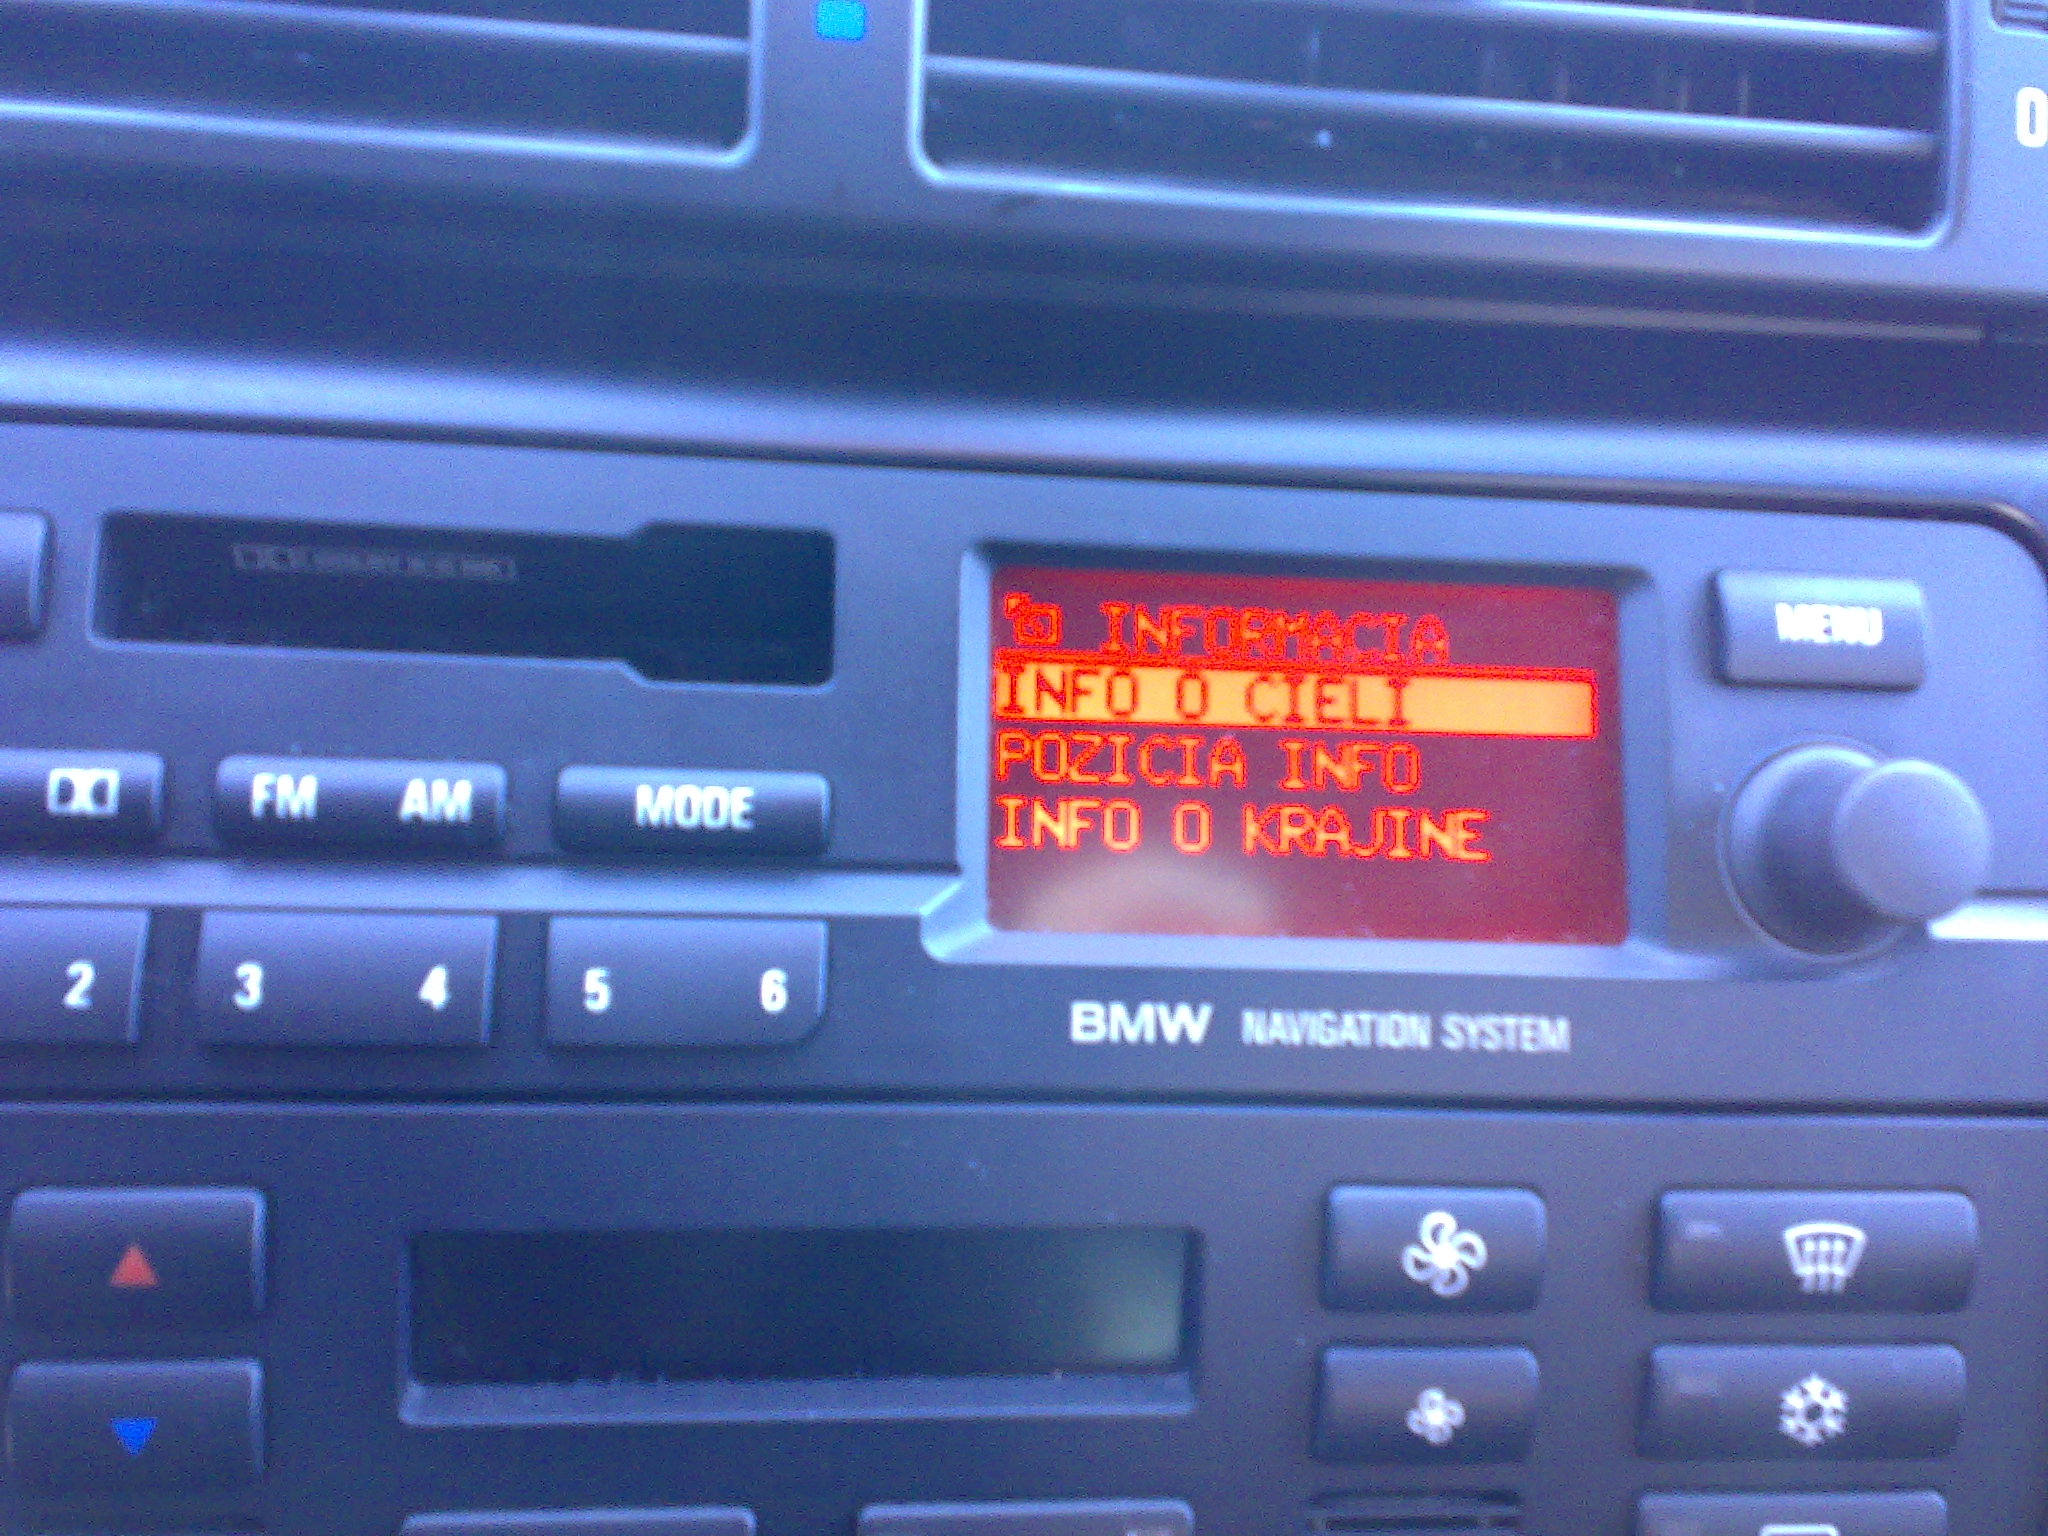 0
INFORMACIA
INFO O CIELI
POZICIA INFO
INFO O KRAJINE
MENU
FM AM
MODE
2
3 4
5 6
BMW NAVIGATION SYSTEM